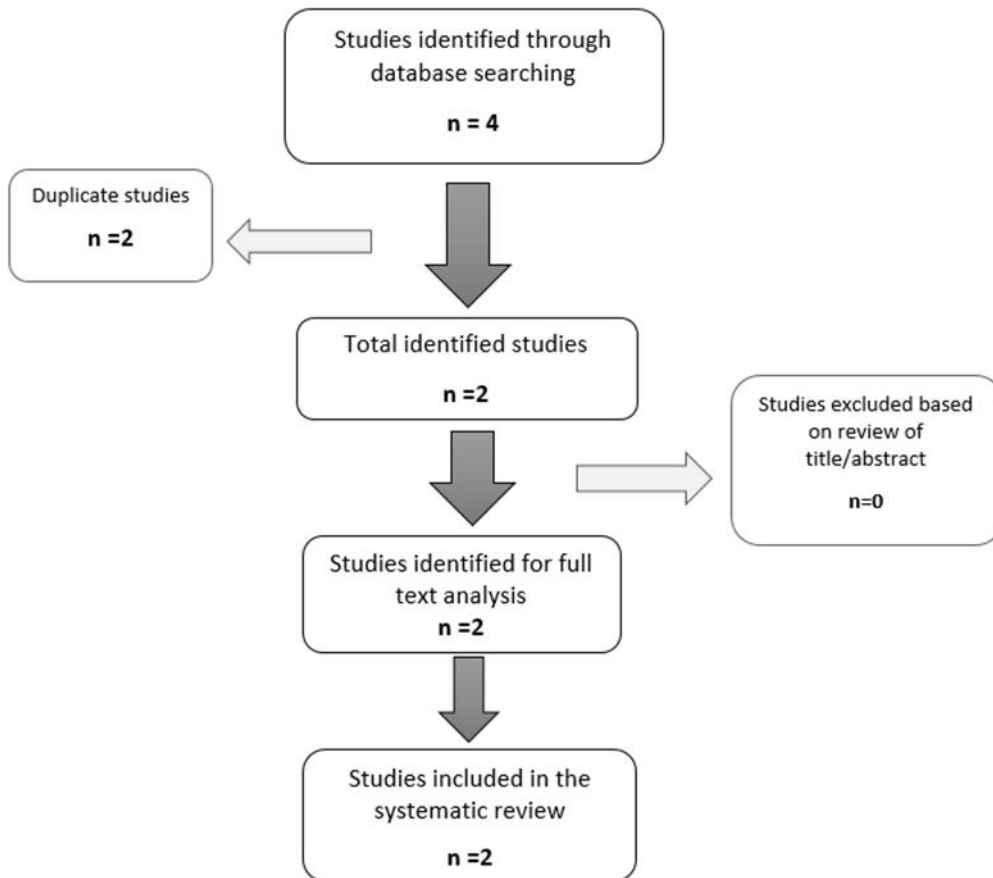 Studies identified through
database searching
n = 4
Duplicate studies
n =2
Total identified studies
n =2
Studies excluded based
on review of
title/abstract
n=0
Studies identified for full
text analysis
n =2
Studies included in the
systematic review
n =2